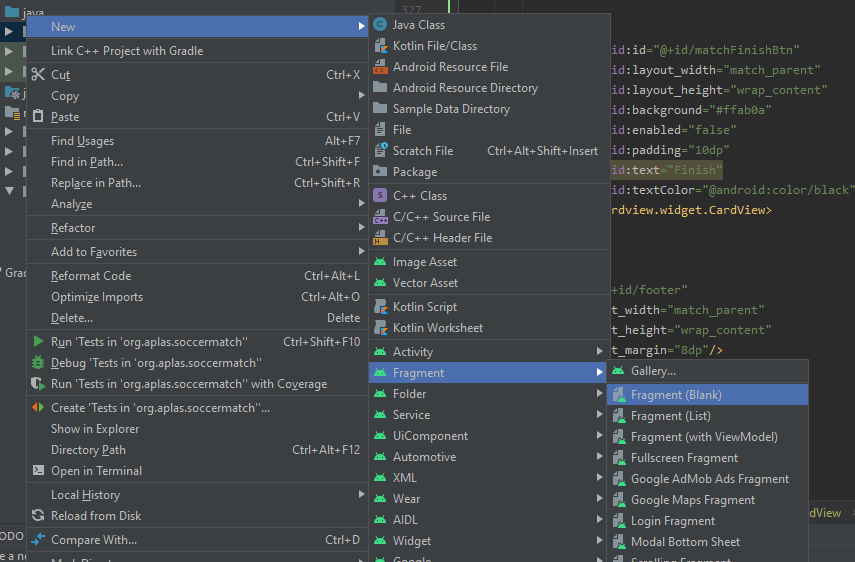 java
New
Link C++ Project with Gradle
Cut Ctrl+X
Copy
Paste Ctrl+V
Find Usages Alt+F7
Find in Path... Ctrl+Shift+F
Replace in Path... Ctrl+Shift+R
Analyze
Refactor
Add to Favorites
Reformat Code Ctrl+Alt+L
Optimize Imports Ctrl+Alt+O
Delete... Delete
Run 'Tests in 'org.aplas.soccermatch'' Ctrl+Shift+F10
Debug 'Tests in 'org.aplas.soccermatch''
Run 'Tests in 'org.aplas.soccermatch'' with Coverage
Create 'Tests in 'org.aplas.soccermatch''...
Show in Explorer
Directory Path Ctrl+Alt+F12
Open in Terminal
Local History
Reload from Disk
Compare With... Ctrl+D
Java Class
Kotlin File/Class
Android Resource File
Android Resource Directory
Sample Data Directory
File
Scratch File Ctrl+Alt+Shift+Insert
Package
C++ Class
C/C++ Source File
C/C++ Header File
Image Asset
Vector Asset
Kotlin Script
Kotlin Worksheet
Activity
Fragment
Folder
Service
UiComponent
Automotive
XML
Wear
AIDL
Widget
Google
Gallery...
Fragment (Blank)
Fragment (List)
Fragment (with ViewModel)
Fullscreen Fragment
Google AdMob Ads Fragment
Google Maps Fragment
Login Fragment
Modal Bottom Sheet
Scrolling Fragment
327
id:id="@+id/matchFinishBtn"
id:layout_width="match_parent"
id:layout_height="wrap_content"
id:background="#ffab0a"
id:enabled="false"
id:padding="10dp"
id:text="Finish"
id:textColor="@android:color/black"
rdview.widget.CardView>
+id/footer"
t_width="match_parent"
t_height="wrap_content"
t_margin="8dp"/>
rdView
Grad
ODO
e a ne